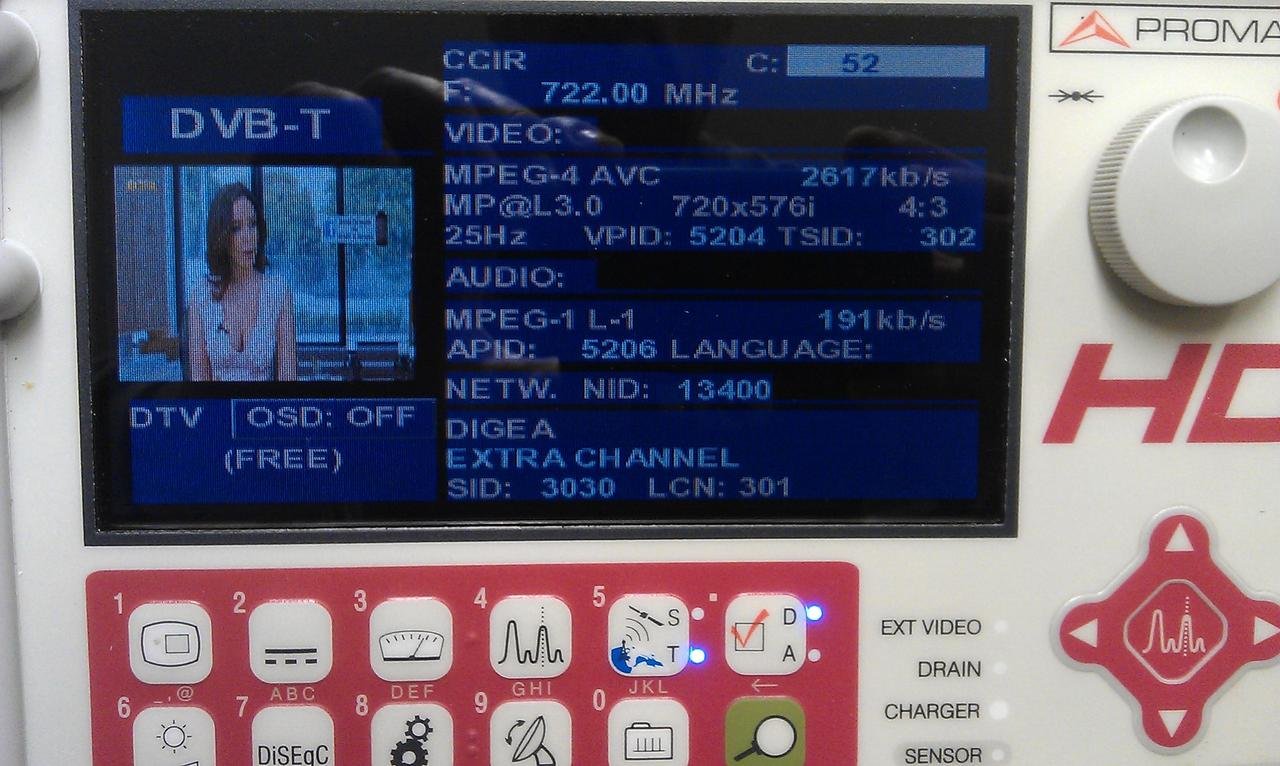 CCIR C: 52
F: 722.00 MHz
DVB-T
VIDEO:
MPEG-4 AVC 2617kb/s
MP@L3.0 720x576i 4:3
25Hz VPID: 5204 TSID: 302
AUDIO:
MPEG-1 L-1 191kb/s
APID: 5206 LANGUAGE:
NETW. NID: 13400
DTV OSD: OFF
(FREE)
DIGEA
EXTRA CHANNEL
SID: 3030 LCN: 301
PROMA
HD
1 2 3 4 5 S T D A
_,@ ABC DEF GHI JKL ←
6 7 8 9 0
DiSEqC
EXT VIDEO
DRAIN
CHARGER
SENSOR